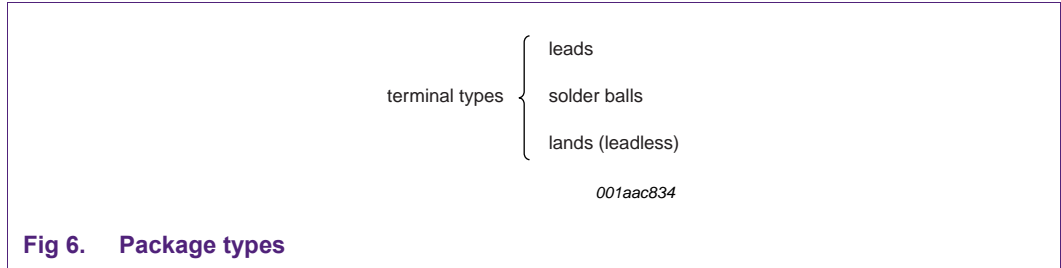 leads
terminal types
solder balls
lands (leadless)
001aac834
Fig 6. Package types